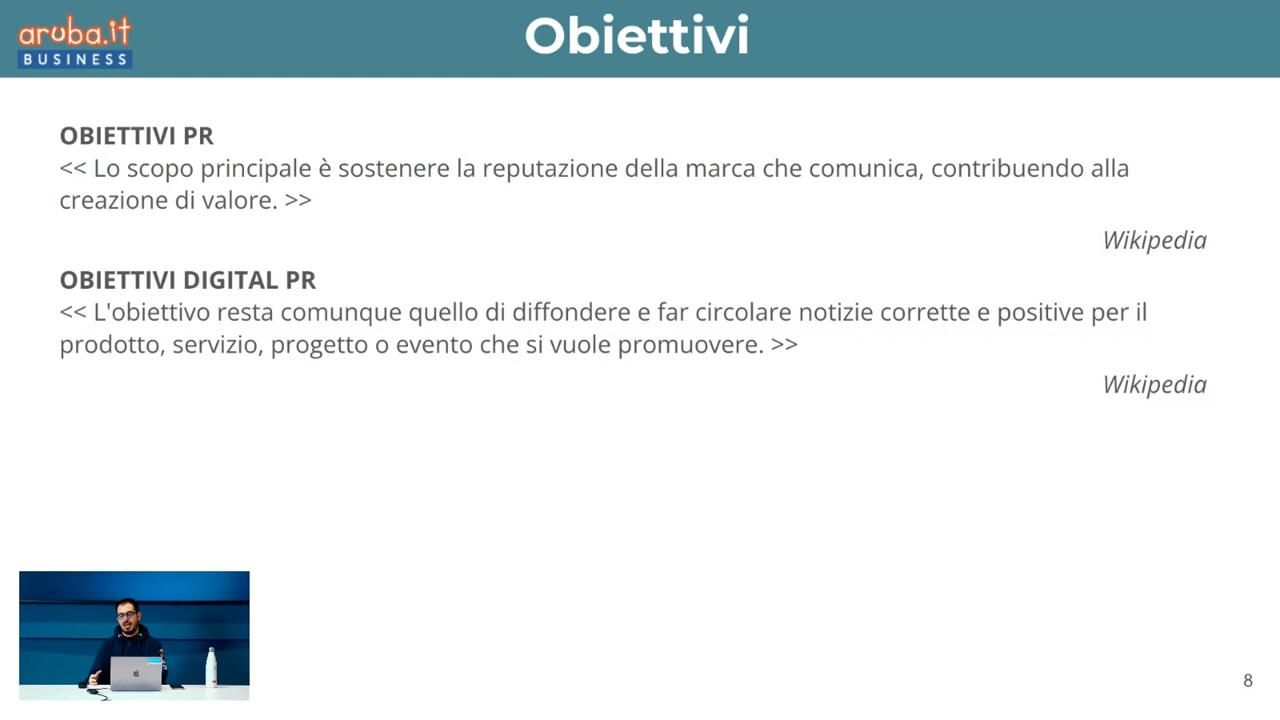 aruba.it
BUSINESS
Obiettivi
OBIETTIVI PR
<< Lo scopo principale è sostenere la reputazione della marca che comunica, contribuendo alla
creazione di valore. >>
Wikipedia
OBIETTIVI DIGITAL PR
<< L'obiettivo resta comunque quello di diffondere e far circolare notizie corrette e positive per il
prodotto, servizio, progetto o evento che si vuole promuovere. >>
Wikipedia
8